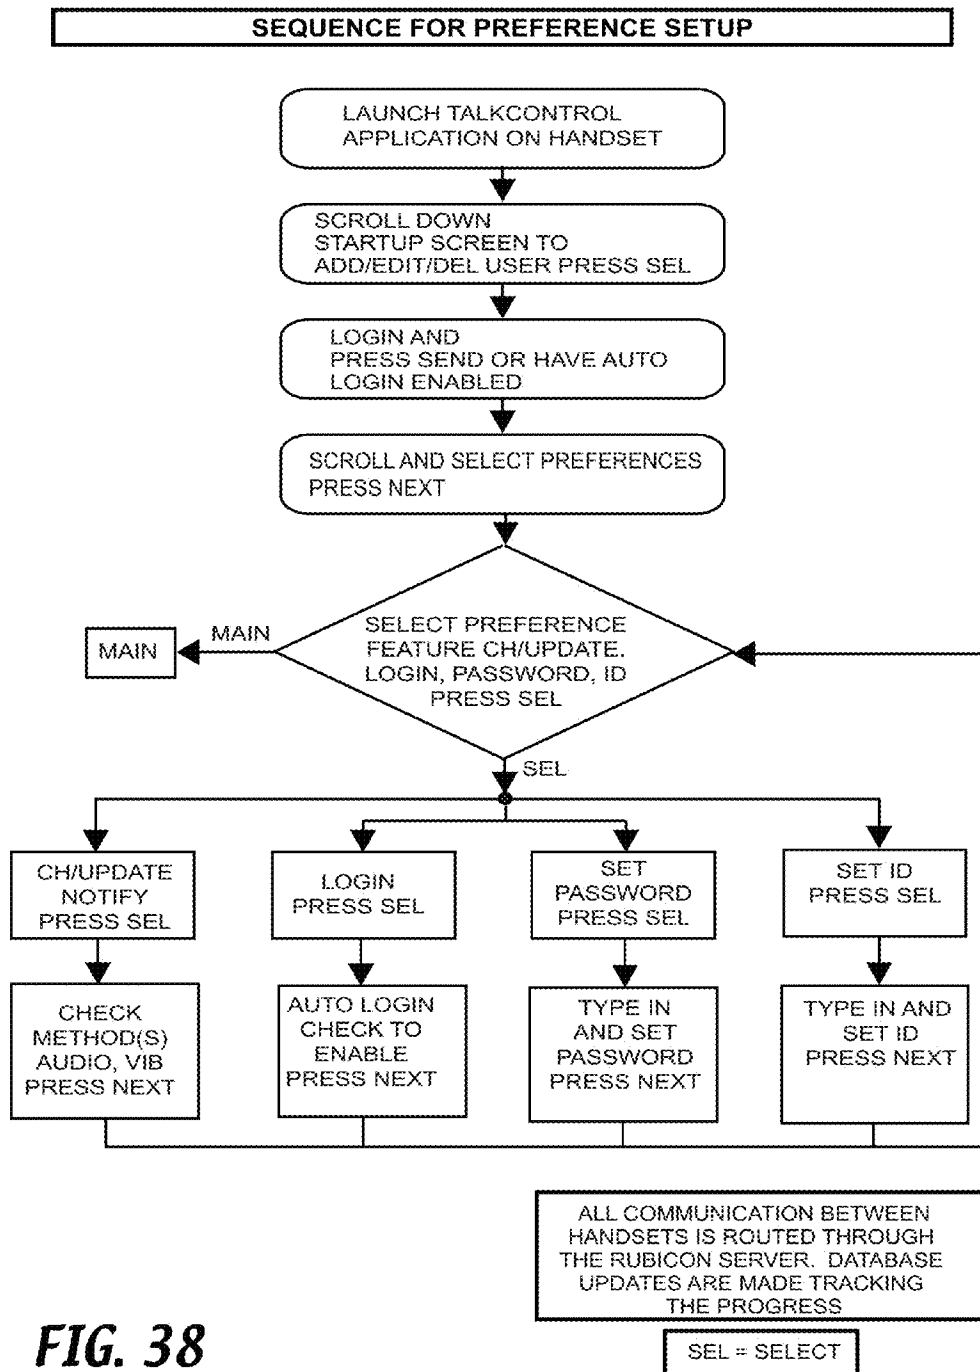 SEQUENCE FOR PREFERENCE SETUP
LAUNCH TALKCONTROL
APPLICATION ON HANDSET
SCROLL DOWN
STARTUP SCREEN TO
ADD/EDIT/DEL USER PRESS SEL
LOGIN AND
PRESS SEND OR HAVE AUTO
LOGIN ENABLED
SCROLL AND SELECT PREFERENCES
PRESS NEXT
SELECT PREFERENCE
FEATURE CH/UPDATE.
LOGIN, PASSWORD, ID
PRESS SEL
MAIN
MAIN
SEL
CH/UPDATE
NOTIFY
PRESS SEL
LOGIN
PRESS SEL
SET
PASSWORD
PRESS SEL
SET ID
PRESS SEL
CHECK
METHOD(S)
AUDIO, VIB
PRESS NEXT
AUTO LOGIN
CHECK TO
ENABLE
PRESS NEXT
TYPE IN
AND SET
PASSWORD
PRESS NEXT
TYPE IN AND
SET ID
PRESS NEXT
ALL COMMUNICATION BETWEEN
HANDSETS IS ROUTED THROUGH
THE RUBICON SERVER. DATABASE
UPDATES ARE MADE TRACKING
THE PROGRESS
SEL = SELECT
FIG. 38